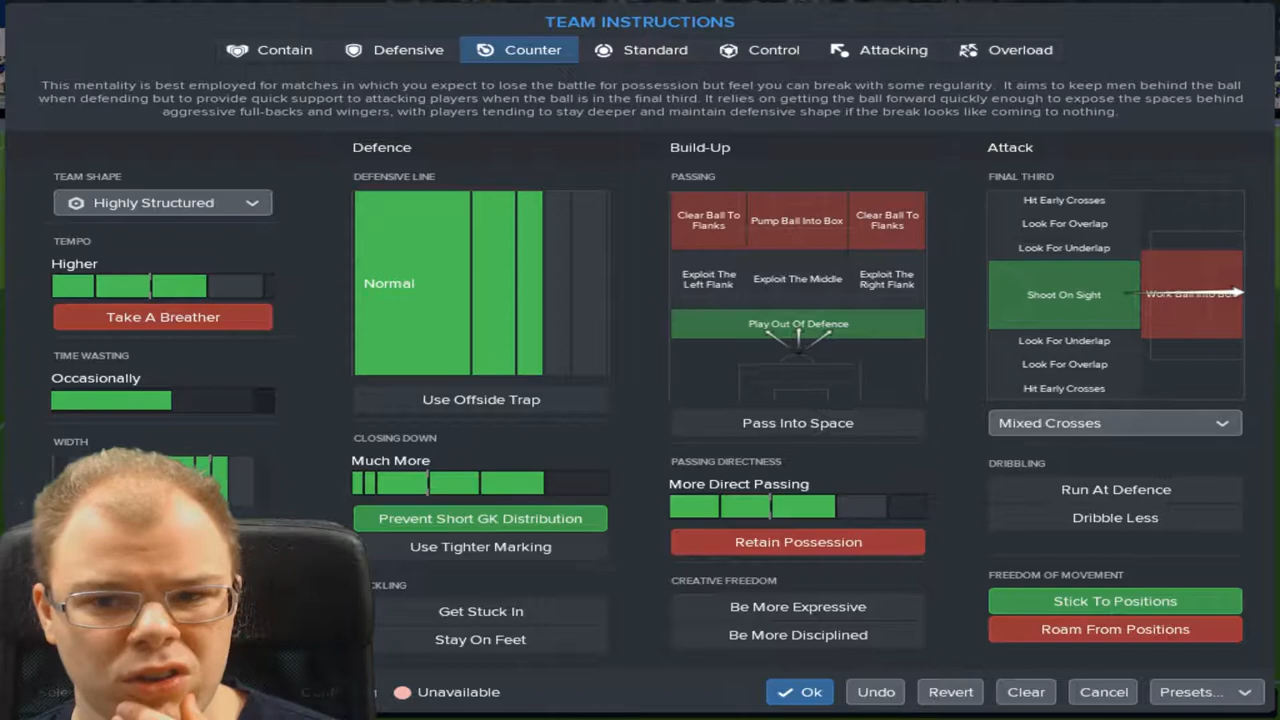 TEAM INSTRUCTIONS
Contain
Defensive
Counter
Standard
Control
Attacking
Overload
This mentality is best employed for matches in which you expect to lose the battle for possession but feel you can break with some regularity. It aims to keep men behind the ball
when defending but to provide quick support to attacking players when the ball is in the final third. It relies on getting the ball forward quickly enough to expose the spaces behind
aggressive full-backs and wingers, with players tending to stay deeper and maintain defensive shape if the break looks like coming to nothing.
TEAM SHAPE
Highly Structured
TEMPO
Higher
Take A Breather
TIME WASTING
Occasionally
WIDTH
Defence
DEFENSIVE LINE
Normal
Use Offside Trap
CLOSING DOWN
Much More
Prevent Short GK Distribution
Use Tighter Marking
CKLING
Get Stuck In
Stay On Feet
Build-Up
PASSING
Clear Ball To
Flanks
Pump Ball Into Box
Clear Ball To
Flanks
Exploit The
Left Flank
Exploit The Middle
Exploit The
Right Flank
Play Out Of Defence
Pass Into Space
PASSING DIRECTNESS
More Direct Passing
Retain Possession
CREATIVE FREEDOM
Be More Expressive
Be More Disciplined
Attack
FINAL THIRD
Hit Early Crosses
Look For Overlap
Look For Underlap
Shoot On Sight
Work Ball Into
Look For Underlap
Look For Overlap
Hit Early Crosses
Mixed Crosses
DRIBBLING
Run At Defence
Dribble Less
FREEDOM OF MOVEMENT
Stick To Positions
Roam From Positions
Unavailable
Ok
Undo
Revert
Clear
Cancel
Presets...